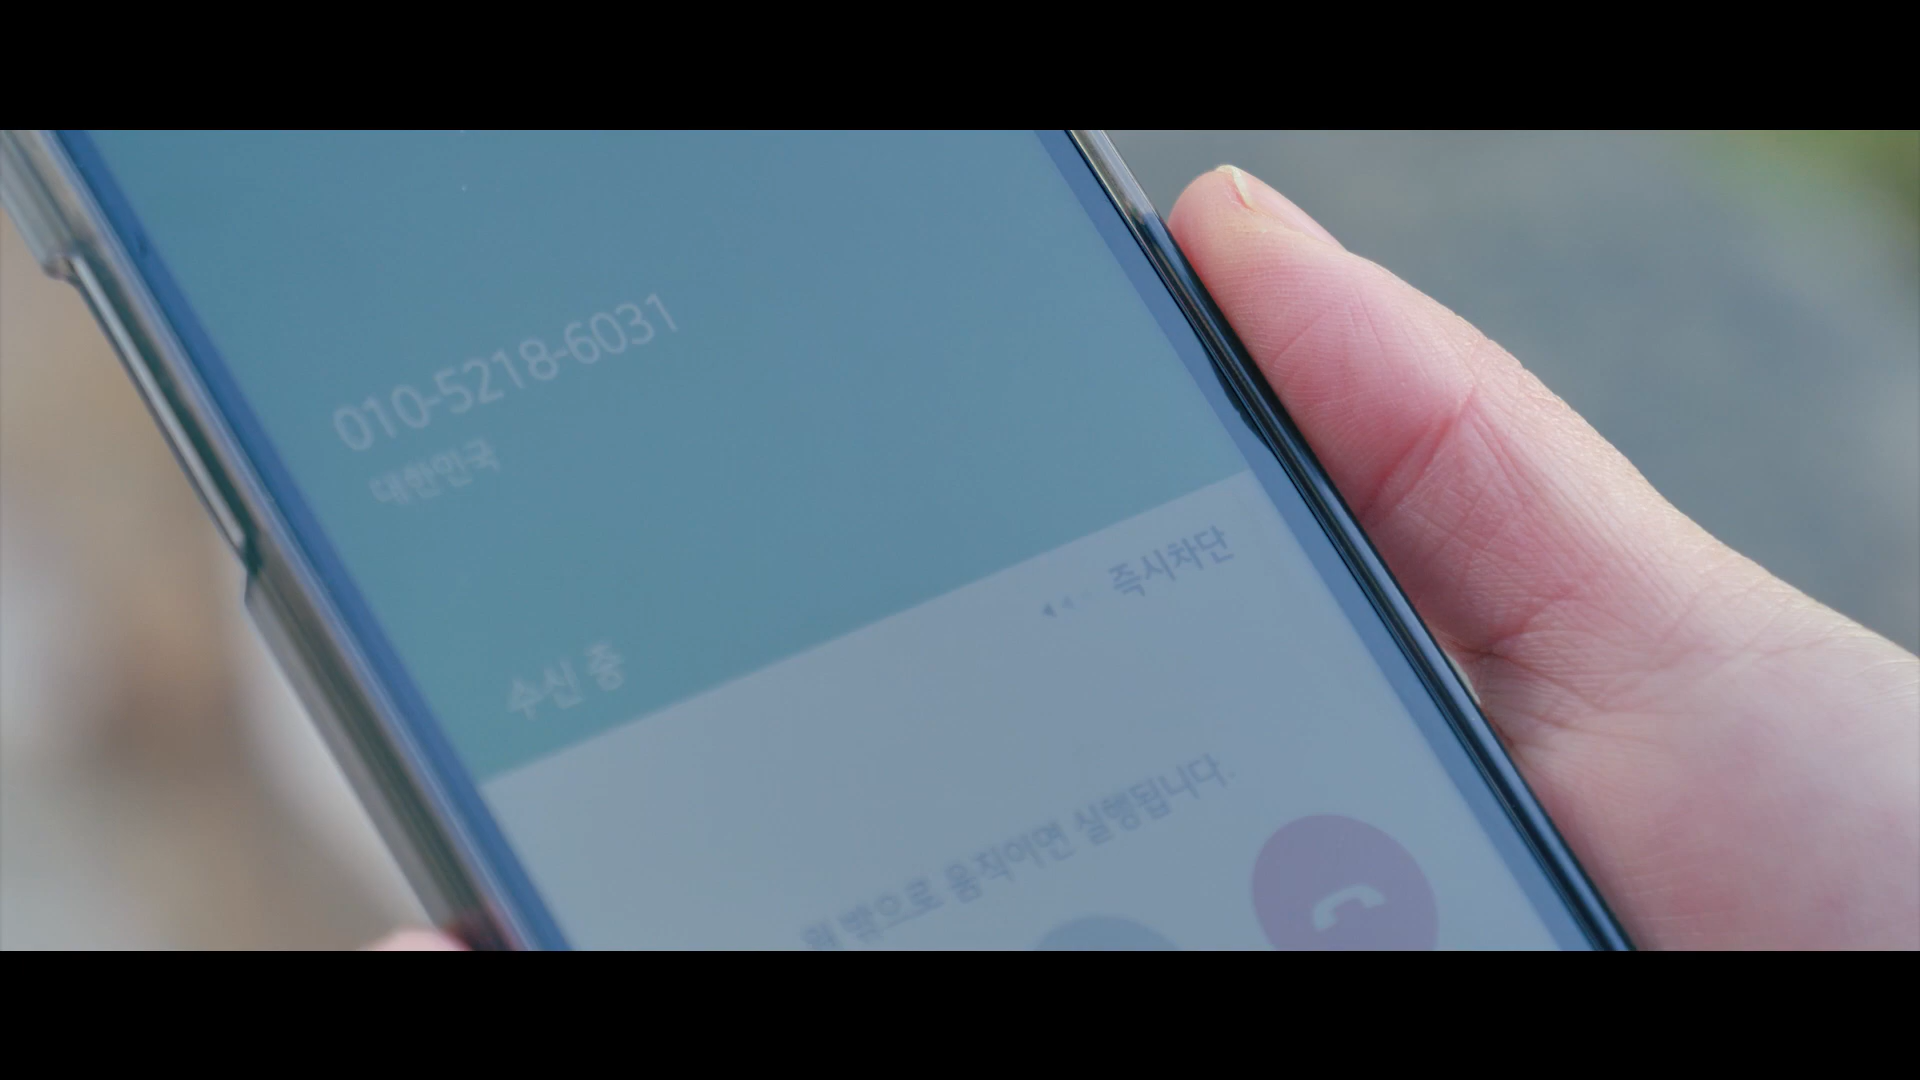 010-5218-6031
대한민국
수신 중
즉시차단
원 밖으로 움직이면 실행됩니다.